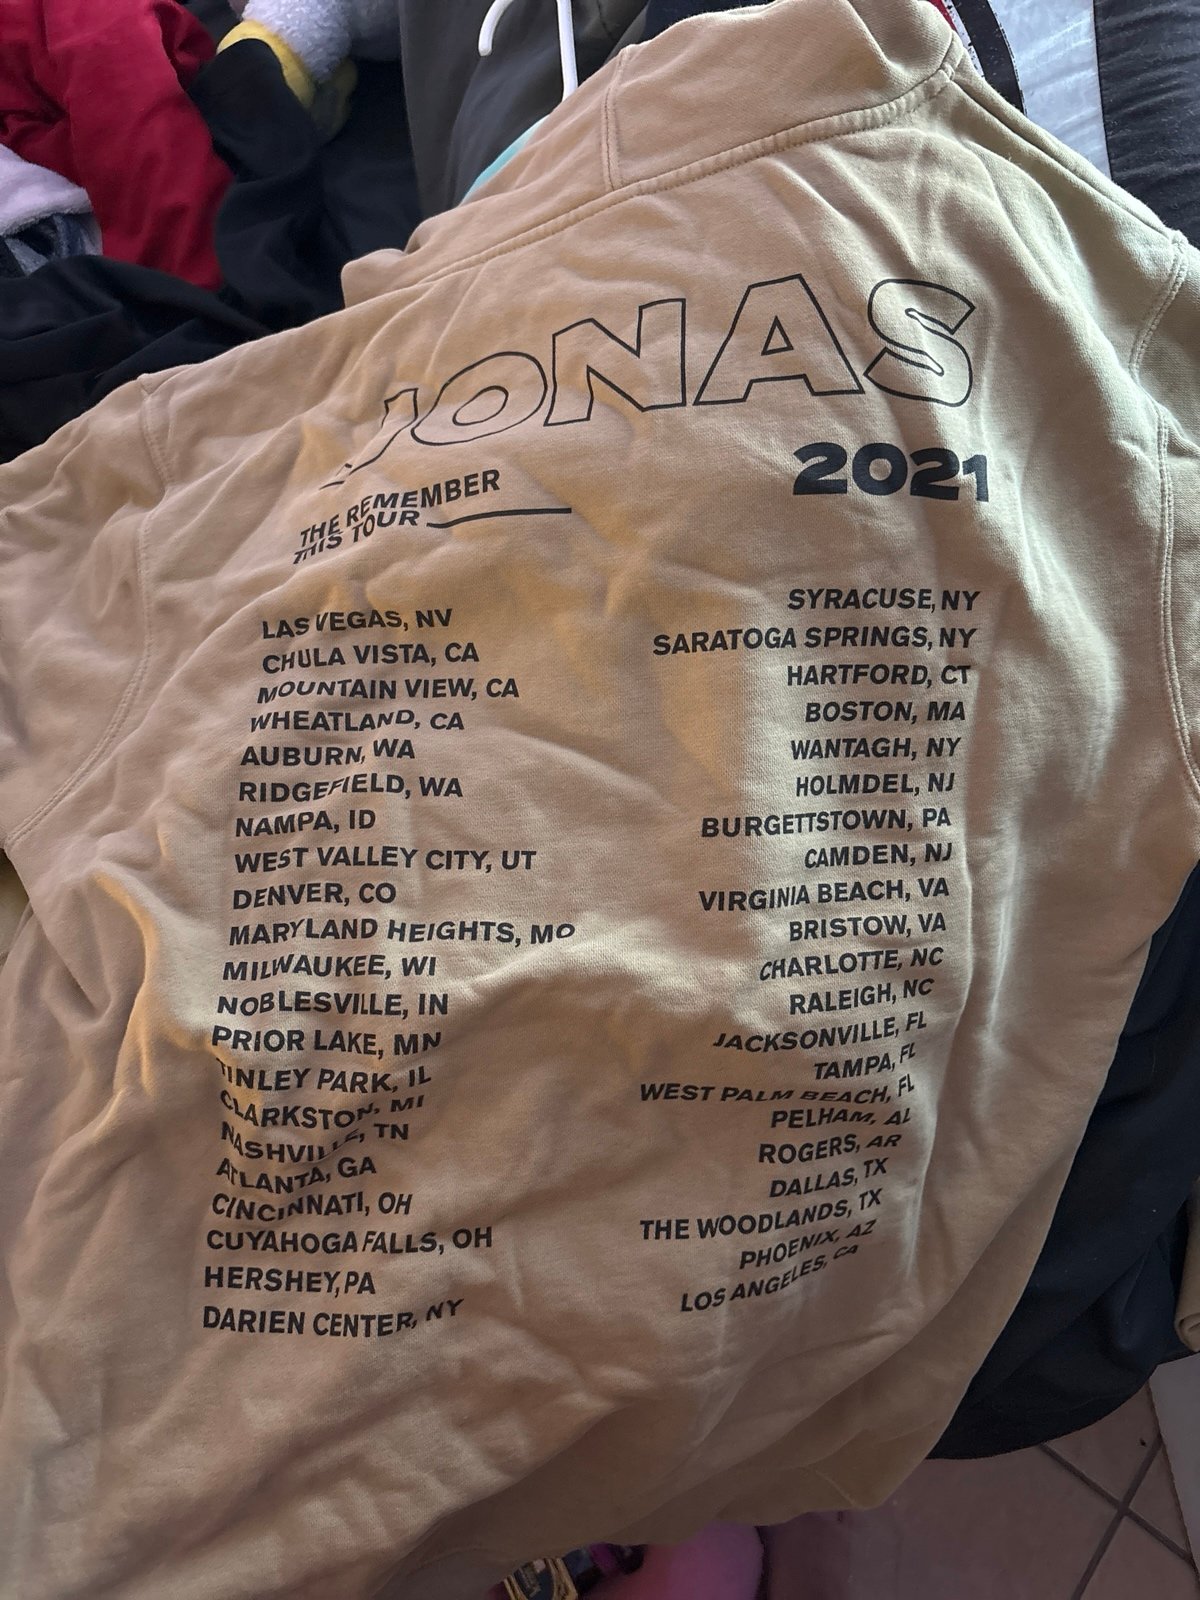 JONAS
2021
THE REMEMBER
THIS TOUR
LAS VEGAS, NV
CHULA VISTA, CA
MOUNTAIN VIEW, CA
WHEATLAND, CA
AUBURN, WA
RIDGEFIELD, WA
NAMPA, ID
WEST VALLEY CITY, UT
DENVER, CO
MARYLAND HEIGHTS, MO
MILWAUKEE, WI
NOBLESVILLE, IN
PRIOR LAKE, MN
TINLEY PARK, IL
CLARKSTON, MI
NASHVILLE, TN
ATLANTA, GA
CINCINNATI, OH
CUYAHOGA FALLS, OH
HERSHEY, PA
DARIEN CENTER, NY
SYRACUSE, NY
SARATOGA SPRINGS, NY
HARTFORD, CT
BOSTON, MA
WANTAGH, NY
HOLMDEL, NJ
BURGETTSTOWN, PA
CAMDEN, NJ
VIRGINIA BEACH, VA
BRISTOW, VA
CHARLOTTE, NC
RALEIGH, NC
JACKSONVILLE, FL
TAMPA, FL
WEST PALM BEACH, FL
PELHAM, AL
ROGERS, AR
DALLAS, TX
THE WOODLANDS, TX
PHOENIX, AZ
LOS ANGELES, CA